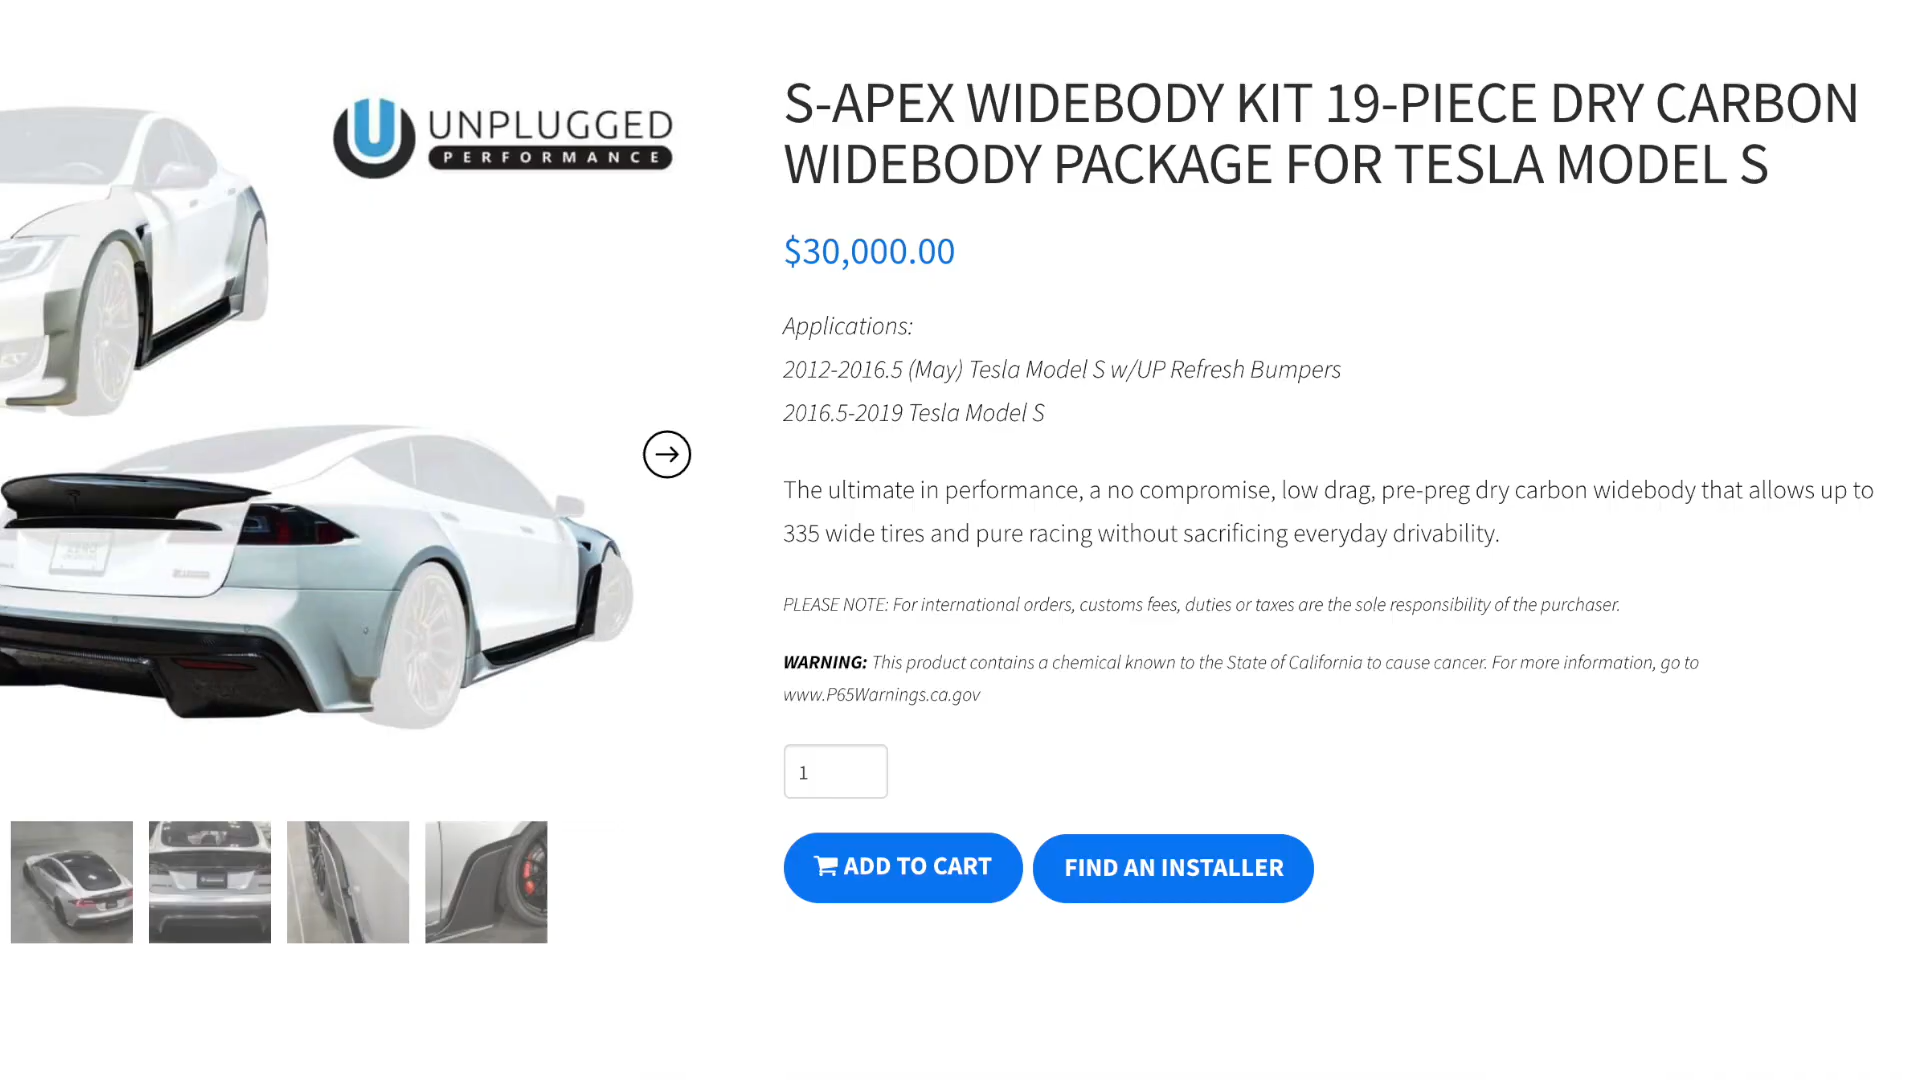 UNPLUGGED
PERFORMANCE
S-APEX WIDEBODY KIT 19-PIECE DRY CARBON
WIDEBODY PACKAGE FOR TESLA MODEL S
$30,000.00
Applications:
2012-2016.5 (May) Tesla Model S w/UP Refresh Bumpers
2016.5-2019 Tesla Model S
The ultimate in performance, a no compromise, low drag, pre-preg dry carbon widebody that allows up to
335 wide tires and pure racing without sacrificing everyday drivability.
PLEASE NOTE: For international orders, customs fees, duties or taxes are the sole responsibility of the purchaser.
WARNING: This product contains a chemical known to the State of California to cause cancer. For more information, go to
www.P65Warnings.ca.gov
1
ADD TO CART
FIND AN INSTALLER
ZERO